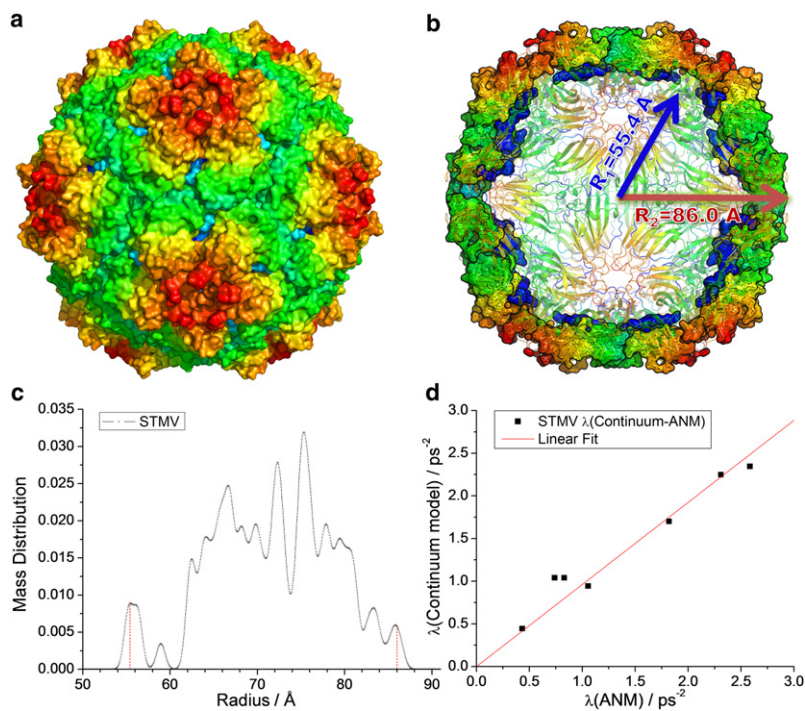 a
b
R₁=55.4 A
R₂=86.0 A
c
STMV
Mass Distribution
0.035
0.030
0.025
0.020
0.015
0.010
0.005
0.000
50 60 70 80 90
Radius / Å
d
STMV λ(Continuum-ANM)
Linear Fit
λ(Continuum model) / ps⁻²
3.0
2.5
2.0
1.5
1.0
0.5
0.0
0.0 0.5 1.0 1.5 2.0 2.5 3.0
λ(ANM) / ps⁻²